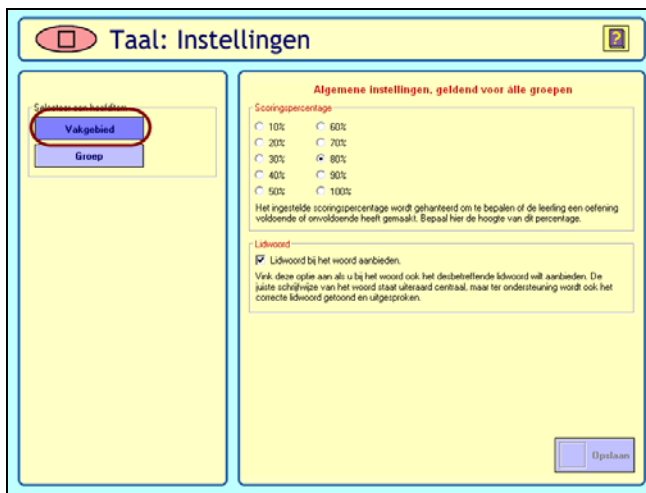 Taal: Instellingen
Selecteer een hoofditem
Vakgebied
Groep
Algemene instellingen, geldend voor alle groepen
Scoringspercentage
10% 60%
20% 70%
30% 80%
40% 90%
50% 100%
Het ingestelde scoringspercentage wordt gehanteerd om te bepalen of de leerling een oefening
voldoende of onvoldoende heeft gemaakt. Bepaal hier de hoogte van dit percentage.
Lidwoord
Lidwoord bij het woord aanbieden.
Vink deze optie aan als u bij het woord ook het desbetreffende lidwoord wilt aanbieden. De
juiste schrijfwijze van het woord staat uiteraard centraal, maar ter ondersteuning wordt ook het
correcte lidwoord getoond en uitgesproken.
Opslaan